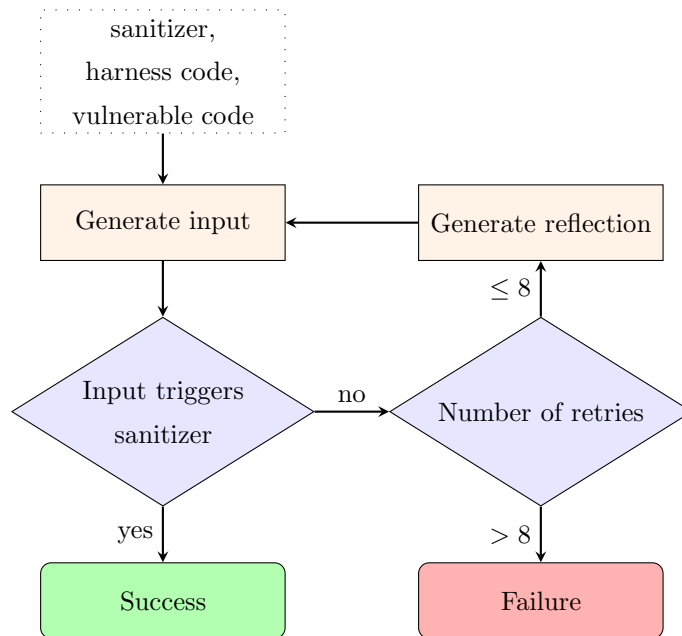 sanitizer,
harness code,
vulnerable code
Generate input
Generate reflection
≤ 8
Input triggers
sanitizer
no
Number of retries
yes
> 8
Success
Failure